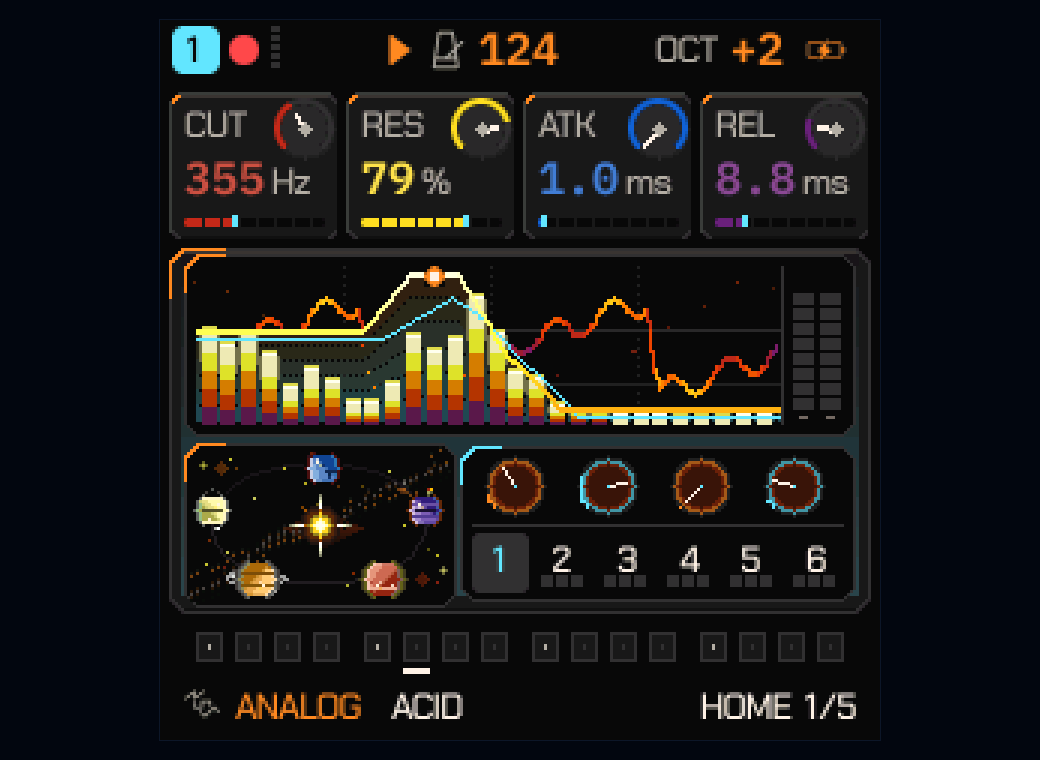 1 124 OCT +2
CUT RES ATK REL
355 Hz 79 % 1.0 ms 8.8 ms
1 2 3 4 5 6
ANALOG ACID HOME 1/5